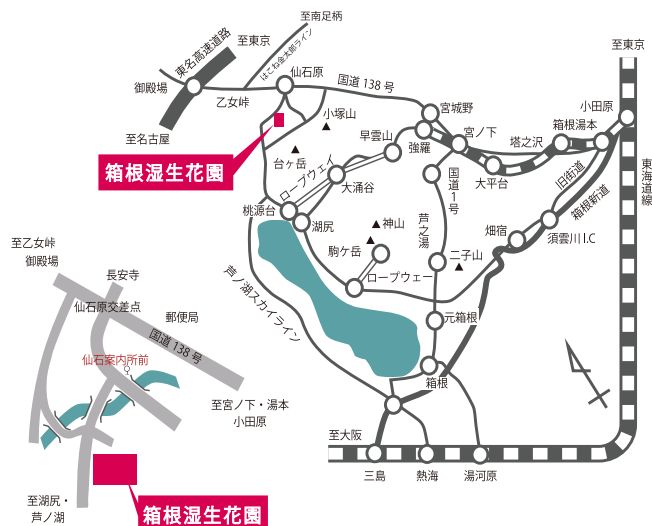 至南足柄
至東京
東名高速道路
はこね金太郎ライン
御殿場
乙女峠
仙石原
国道138号
至名古屋
箱根湿生花園
小塚山
台ヶ岳
早雲山
宮城野
強羅
宮ノ下
塔之沢
箱根湯本
小田原
至東京
大平台
旧街道
箱根新道
東海道線
ロープウェイ
大涌谷
桃源台
湖尻
国道1号
芦之湯
神山
駒ケ岳
ロープウェー
二子山
畑宿
須雲川I.C
芦ノ湖スカイライン
元箱根
箱根
至大阪
三島
熱海
湯河原
至乙女峠
御殿場
長安寺
仙石原交差点
郵便局
国道138号
仙石案内所前
至宮ノ下・湯本
小田原
至湖尻・
芦ノ湖
箱根湿生花園